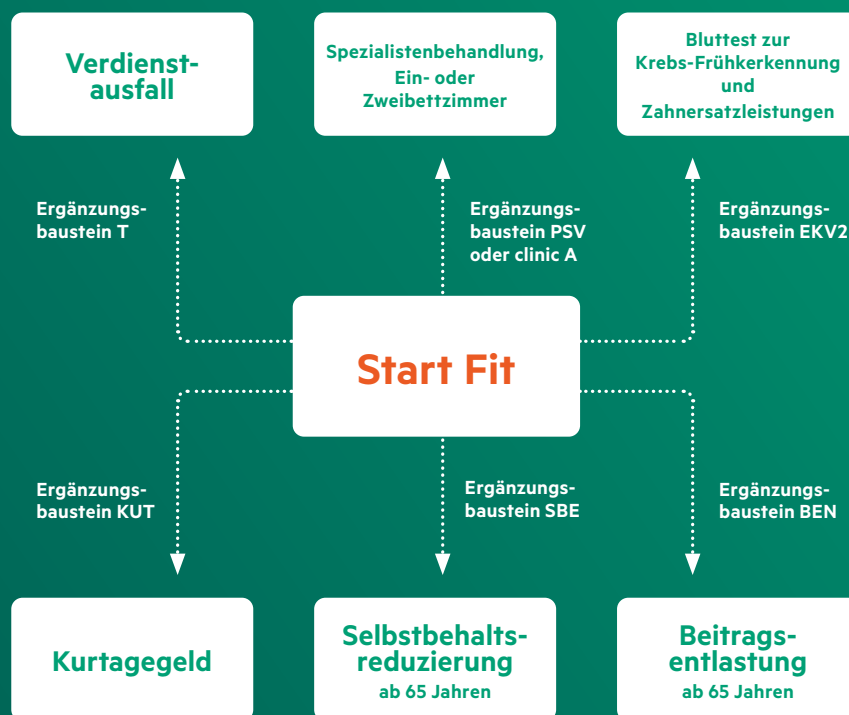 Verdienst-
ausfall
Spezialistenbehandlung,
Ein- oder
Zweibettzimmer
Bluttest zur
Krebs-Frühkerkennung
und
Zahnersatzleistungen
Ergänzungs-
baustein T
Ergänzungs-
baustein PSV
oder clinic A
Ergänzungs-
baustein EKV2
Start Fit
Ergänzungs-
baustein KUT
Ergänzungs-
baustein SBE
Ergänzungs-
baustein BEN
Kurtagegeld
Selbstbehalts-
reduzierung
ab 65 Jahren
Beitrags-
entlastung
ab 65 Jahren